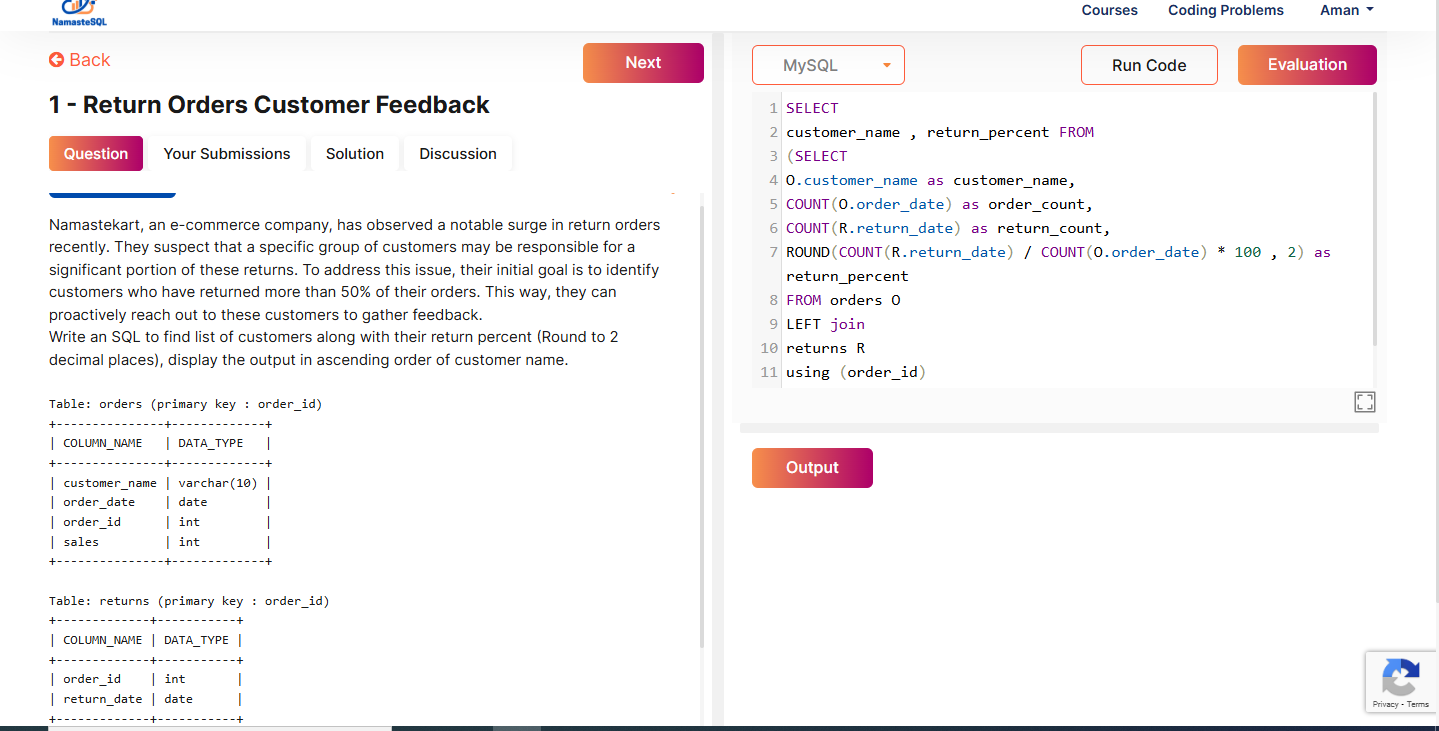 NamasteSQL
Courses
Coding Problems
Aman
Back
Next
1 - Return Orders Customer Feedback
Question
Your Submissions
Solution
Discussion
Namastekart, an e-commerce company, has observed a notable surge in return orders
recently. They suspect that a specific group of customers may be responsible for a
significant portion of these returns. To address this issue, their initial goal is to identify
customers who have returned more than 50% of their orders. This way, they can
proactively reach out to these customers to gather feedback.
Write an SQL to find list of customers along with their return percent (Round to 2
decimal places), display the output in ascending order of customer name.
Table: orders (primary key : order_id)
+---------------+-------------+
| COLUMN_NAME   | DATA_TYPE   |
+---------------+-------------+
| customer_name | varchar(10) |
| order_date    | date        |
| order_id      | int         |
| sales         | int         |
+---------------+-------------+
Table: returns (primary key : order_id)
+-------------+-----------+
| COLUMN_NAME | DATA_TYPE |
+-------------+-----------+
| order_id    | int       |
| return_date | date      |
+-------------+-----------+
MySQL
Run Code
Evaluation
1 SELECT
2 customer_name , return_percent FROM
3 (SELECT
4 O.customer_name as customer_name,
5 COUNT(O.order_date) as order_count,
6 COUNT(R.return_date) as return_count,
7 ROUND(COUNT(R.return_date) / COUNT(O.order_date) * 100 , 2) as
return_percent
8 FROM orders O
9 LEFT join
10 returns R
11 using (order_id)
Output
Privacy - Terms